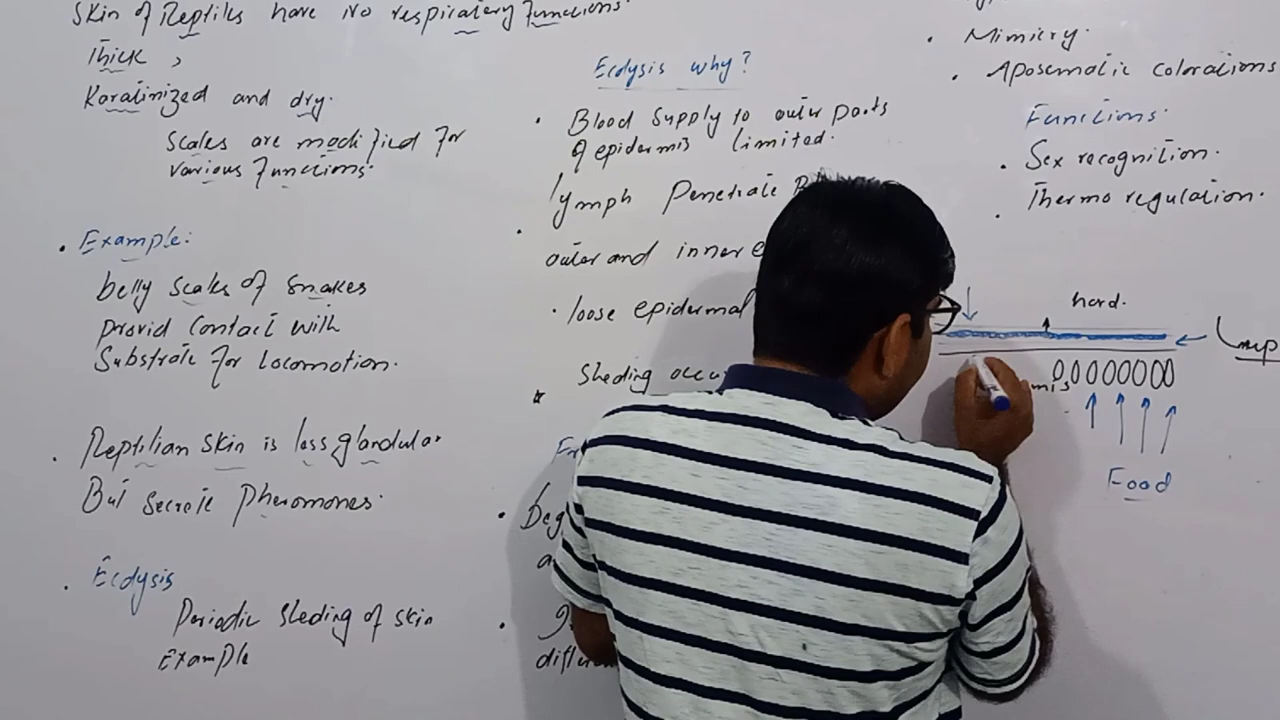 Skin of Reptiles have No respiratory Functions.
Thick ,
Karatinized and dry.
Scales are modified for
various Functions.
. Example:
belly scales of snakes
provid Contact with
Substrate for Locomotion.
. Reptilian skin is less glandular
But secrete Pheromones.
. Ecdysis
Periodic sheding of skin
Example
Ecdysis why?
. Blood Supply to outer parts
of epidermis limited.
. lymph Penetrate
outer and inner
. loose epidermal
* Sheding
.
.
. Mimicry.
. Aposematic colorations
Functions.
. Sex recognition.
. Thermo regulation.
hard.
mis
Food